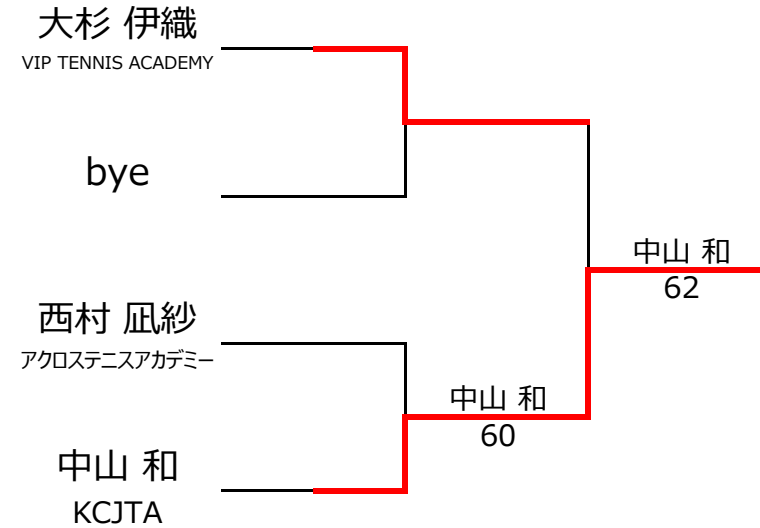 大杉 伊織
VIP TENNIS ACADEMY
bye
中山 和
62
西村 凪紗
アクロステニスアカデミー
中山 和
60
中山 和
KCJTA